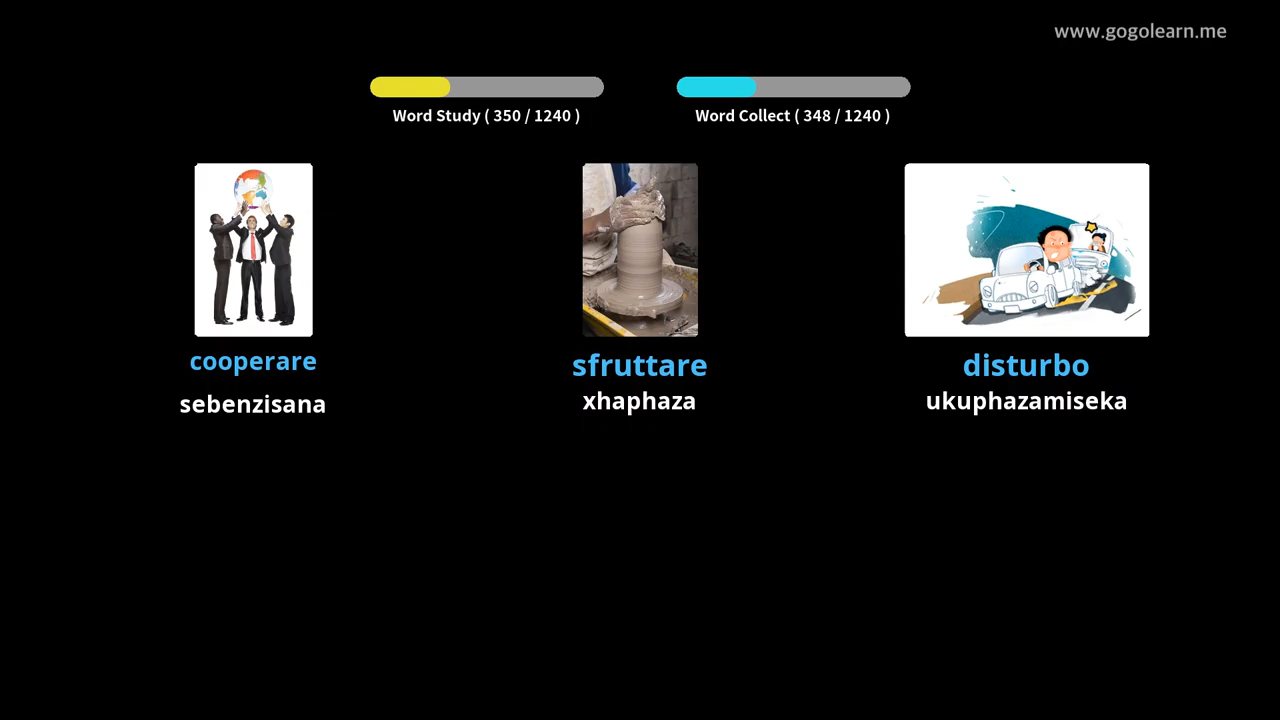 www.gogolearn.me
Word Study ( 350 / 1240 )
Word Collect ( 348 / 1240 )
cooperare
sebenzisana
sfruttare
xhaphaza
disturbo
ukuphazamiseka